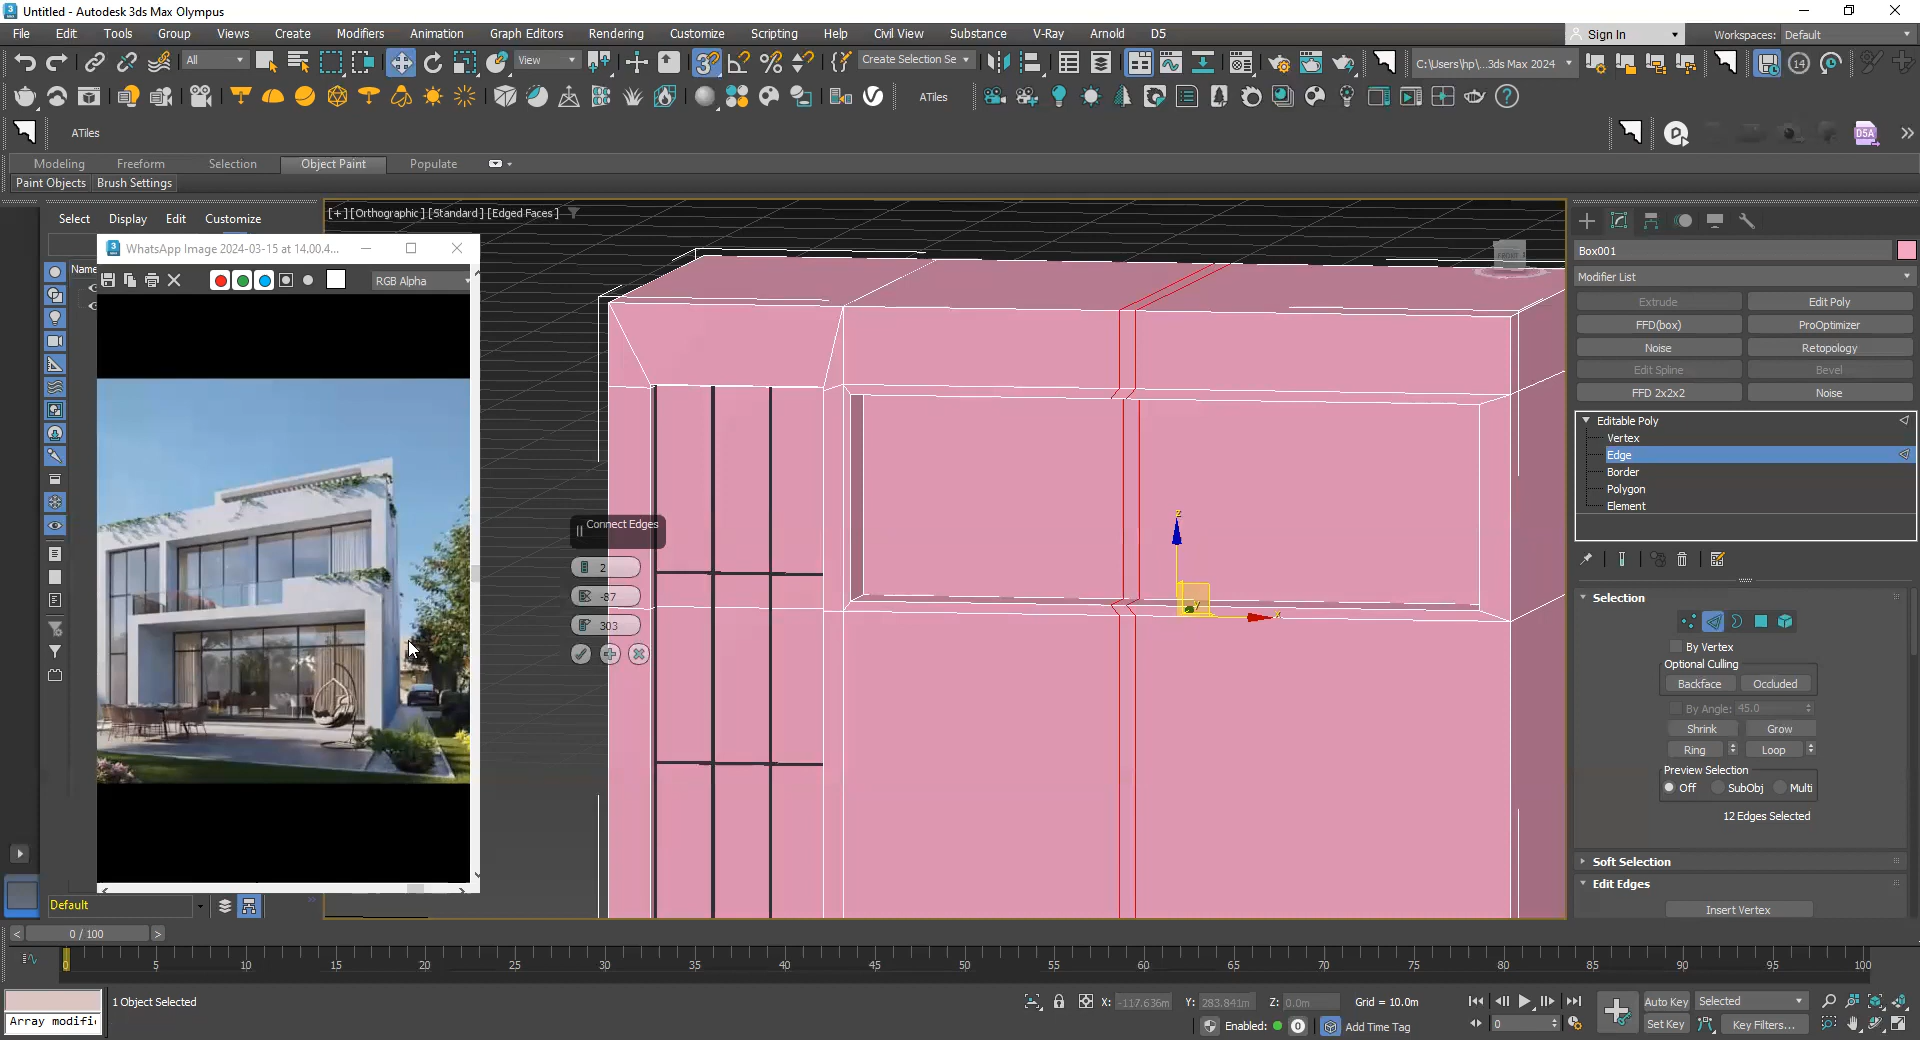 Untitled - Autodesk 3ds Max Olympus
File Edit Tools Group Views Create Modifiers Animation Graph Editors Rendering Customize Scripting Help Civil View Substance V-Ray Arnold D5
Sign In
Workspaces: Default
All
View
Create Selection Se
C:\Users\hp\...3ds Max 2024
14
ATiles
ATiles
D5A
Modeling Freeform Selection Object Paint Populate
Paint Objects Brush Settings
Select Display Edit Customize
[+] [Orthographic ] [Standard ] [Edged Faces ]
WhatsApp Image 2024-03-15 at 14.00.4...
Name
RGB Alpha
FRONT
Connect Edges
2
-87
303
z
x
y
Box001
Modifier List
Extrude Edit Poly
FFD(box) ProOptimizer
Noise Retopology
Edit Spline Bevel
FFD 2x2x2 Noise
Editable Poly
Vertex
Edge
Border
Polygon
Element
Selection
By Vertex
Optional Culling
Backface Occluded
By Angle: 45.0
Shrink Grow
Ring Loop
Preview Selection
Off SubObj Multi
12 Edges Selected
Soft Selection
Edit Edges
Insert Vertex
Default
0 / 100
0 5 10 15 20 25 30 35 40 45 50 55 60 65 70 75 80 85 90 95 100
1 Object Selected
X: -117.636m Y: 283.841m Z: 0.0m Grid = 10.0m
Auto Key Selected
Array modifi
Enabled: 0 Add Time Tag
0
Set Key Key Filters...